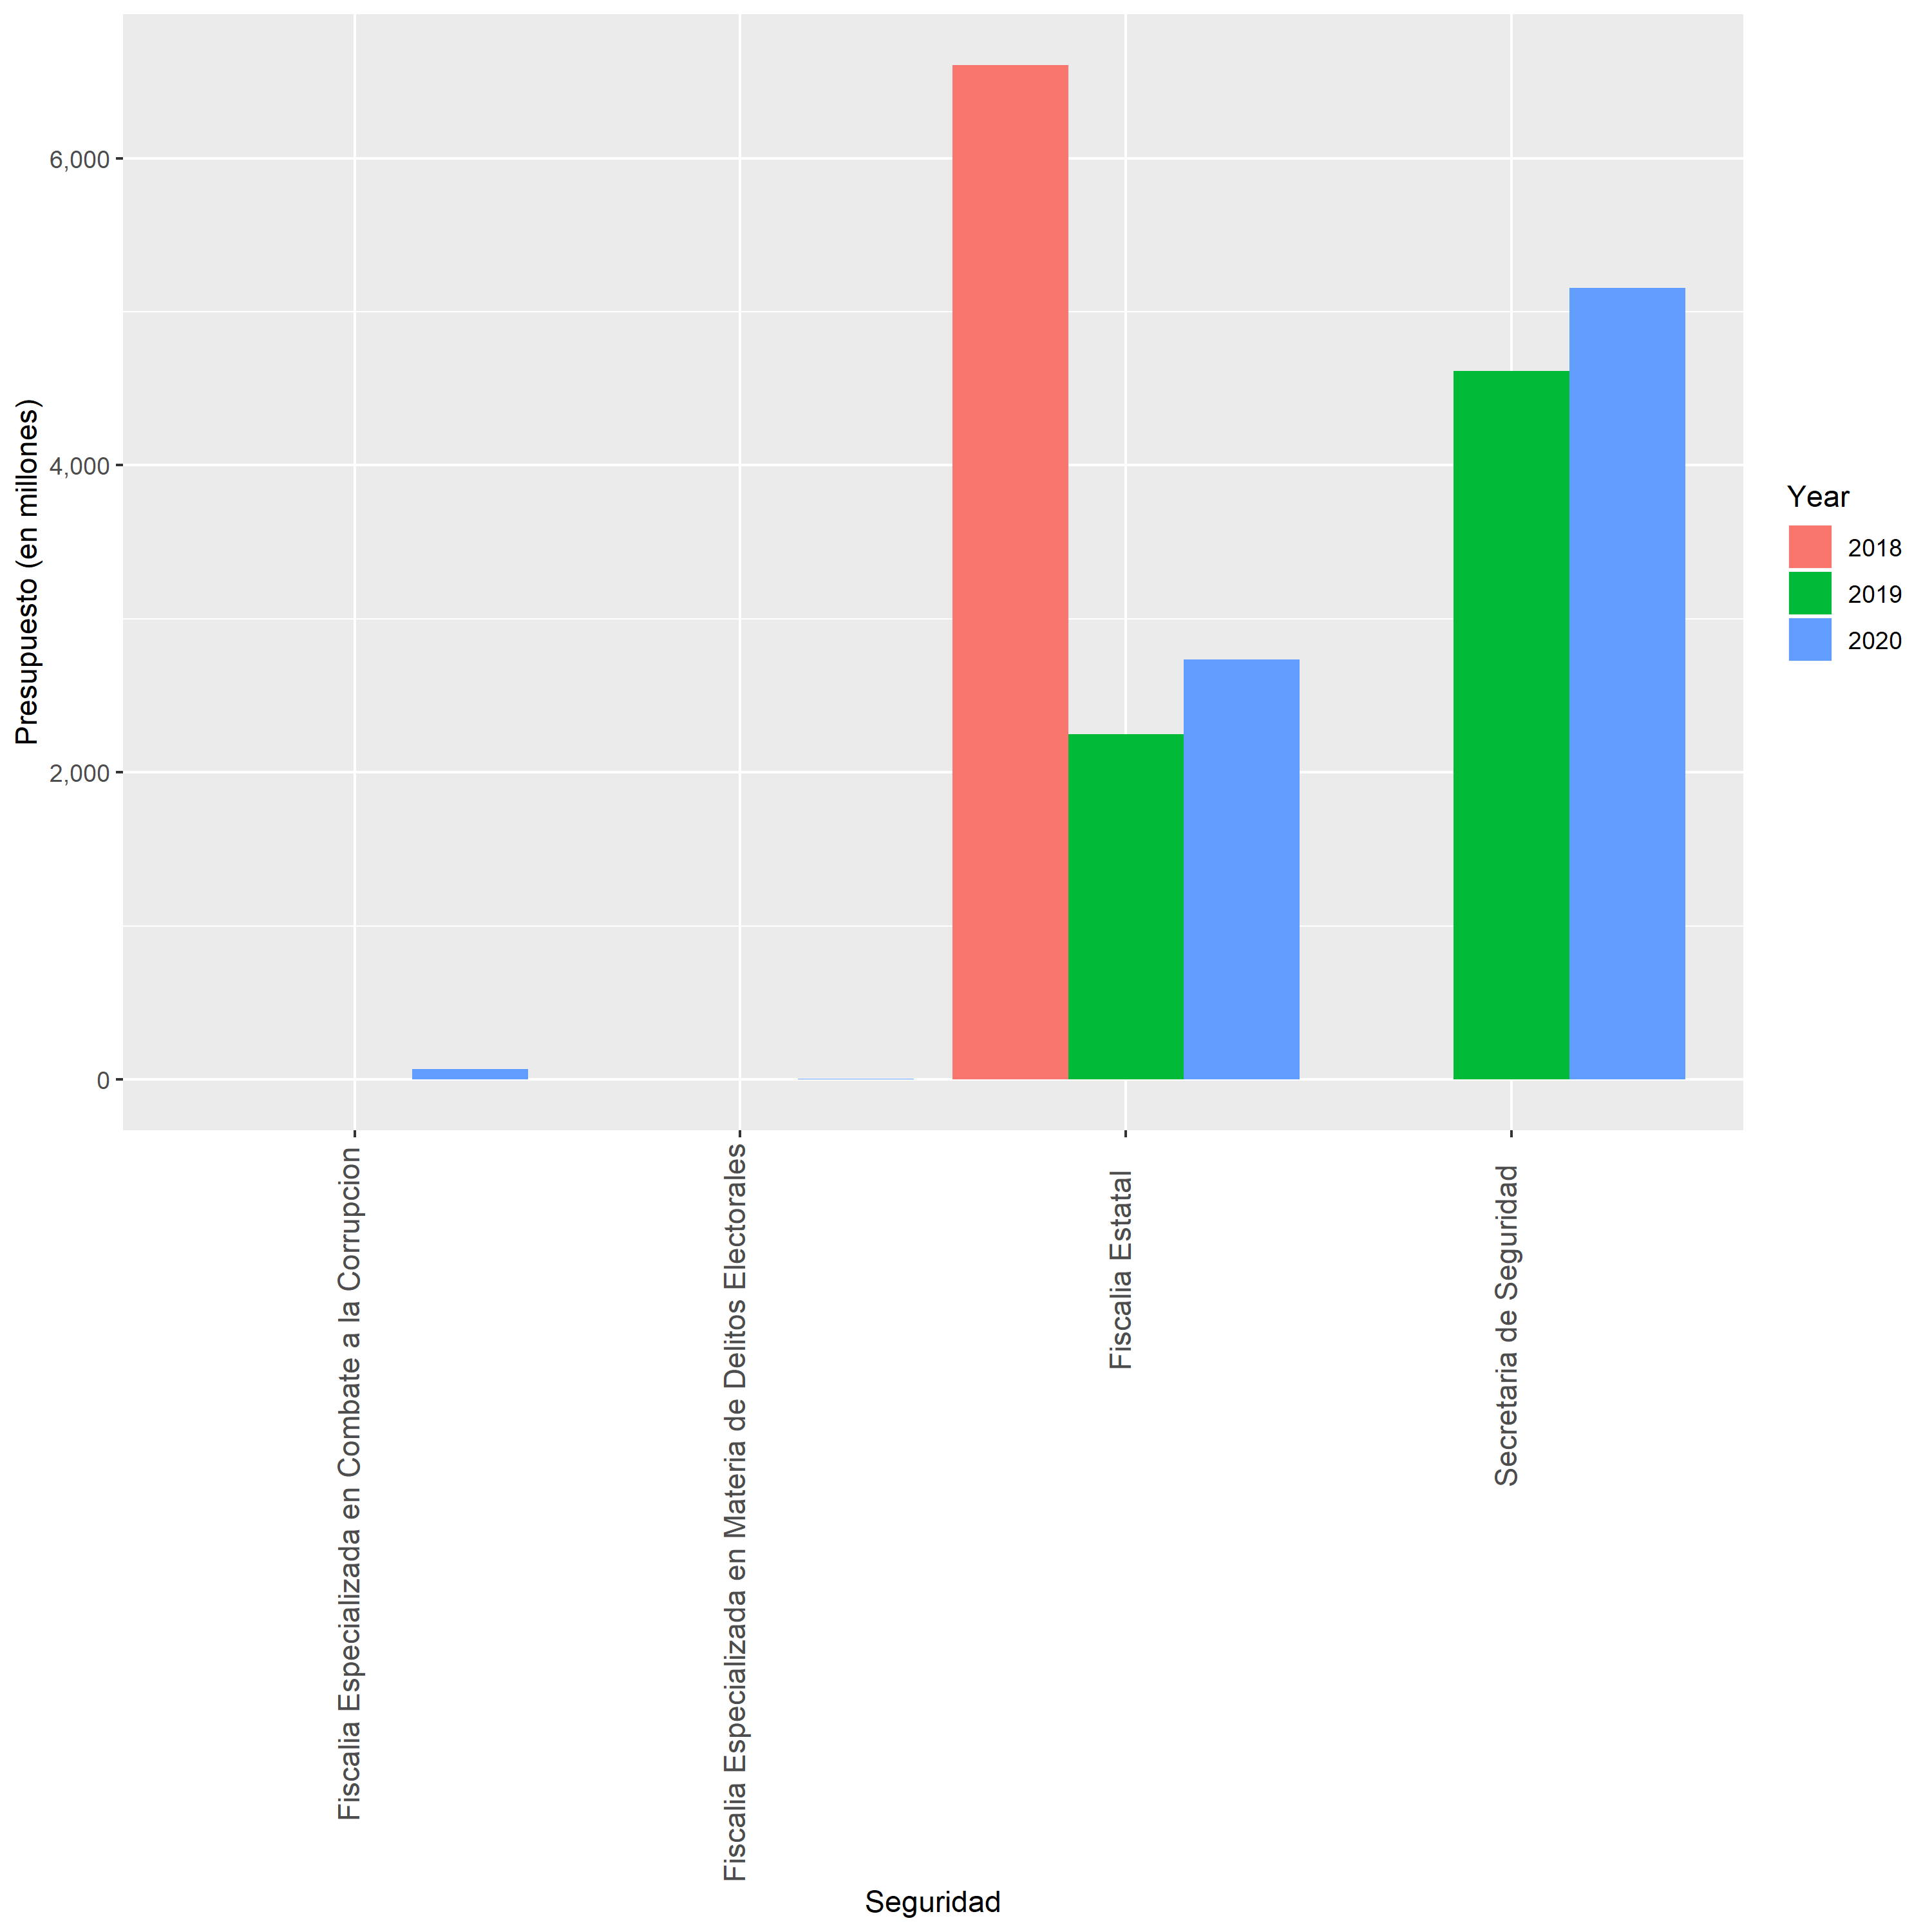 Presupuesto (en millones)
6,000
4,000
2,000
0
Fiscalia Especializada en Combate a la Corrupcion
Fiscalia Especializada en Materia de Delitos Electorales
Fiscalia Estatal
Secretaria de Seguridad
Seguridad
Year
2018
2019
2020